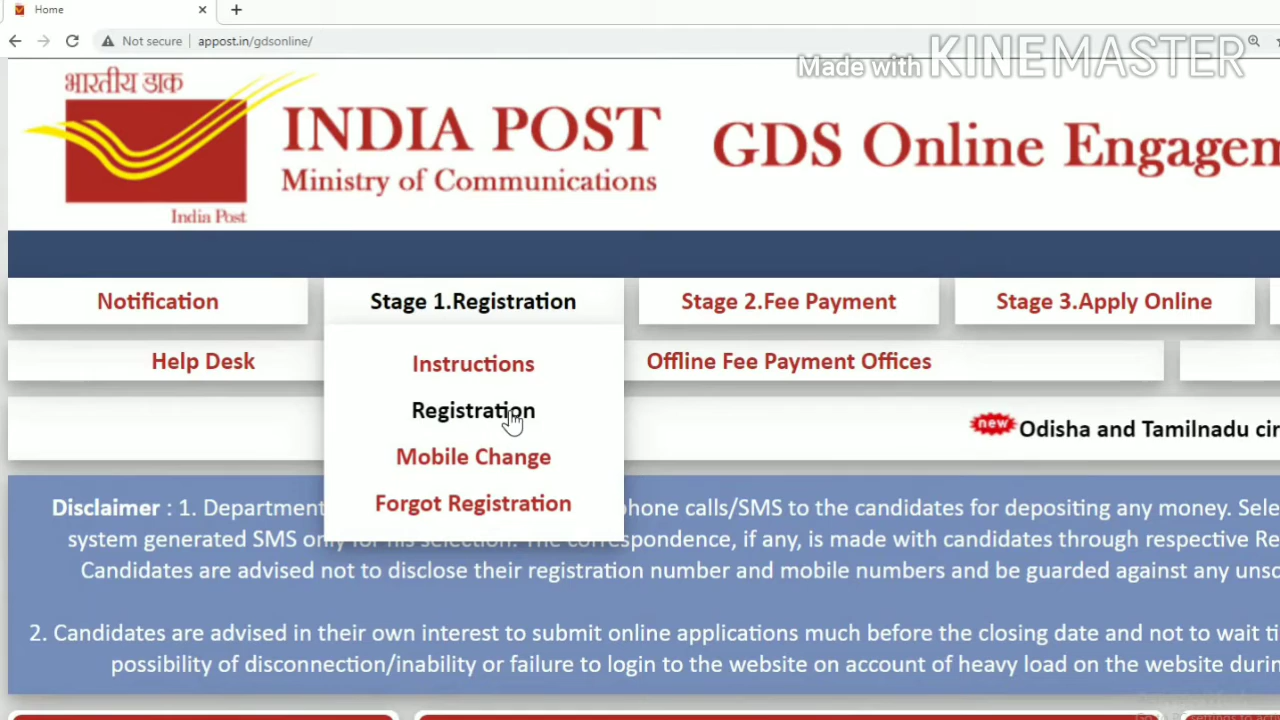 Home
Not secure
appost.in/gdsonline/
Made with KINEMASTER
भारतीय डाक
INDIA POST
Ministry of Communications
India Post
GDS Online Engagem
Notification
Stage 1.Registration
Stage 2.Fee Payment
Stage 3.Apply Online
Help Desk
Offline Fee Payment Offices
Instructions
Registration
Mobile Change
Forgot Registration
new Odisha and Tamilnadu cir
Disclaimer : 1. Department phone calls/SMS to the candidates for depositing any money. Sele
system generated SMS only for his selection. The correspondence, if any, is made with candidates through respective Re
Candidates are advised not to disclose their registration number and mobile numbers and be guarded against any unso
2. Candidates are advised in their own interest to submit online applications much before the closing date and not to wait ti
possibility of disconnection/inability or failure to login to the website on account of heavy load on the website durin